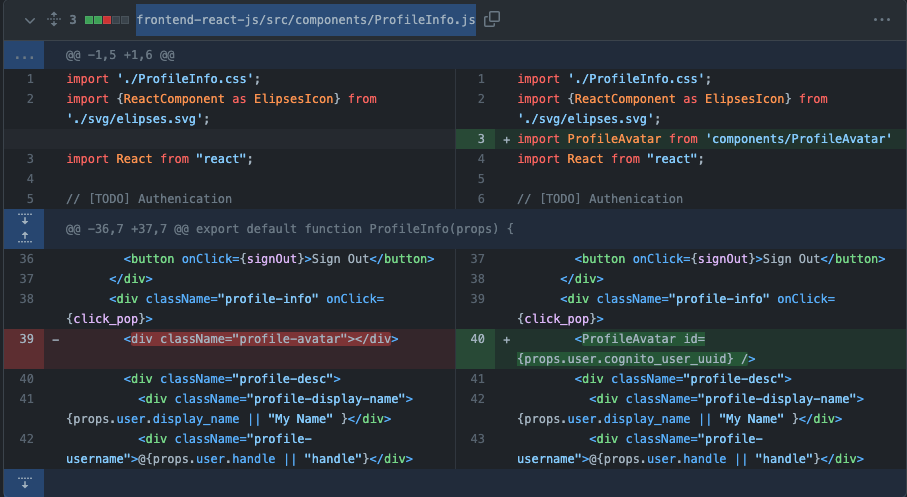 3 frontend-react-js/src/components/ProfileInfo.js ...
... @@ -1,5 +1,6 @@
1 import './ProfileInfo.css';
2 import {ReactComponent as ElipsesIcon} from
'./svg/elipses.svg';
3 import React from "react";
4
5 // [TODO] Authenication
1 import './ProfileInfo.css';
2 import {ReactComponent as ElipsesIcon} from
'./svg/elipses.svg';
3 + import ProfileAvatar from 'components/ProfileAvatar'
4 import React from "react";
5
6 // [TODO] Authenication
@@ -36,7 +37,7 @@ export default function ProfileInfo(props) {
36 <button onClick={signOut}>Sign Out</button>
37 </div>
38 <div className="profile-info" onClick=
{click_pop}>
39 - <div className="profile-avatar"></div>
40 <div className="profile-desc">
41 <div className="profile-display-name">
{props.user.display_name || "My Name" }</div>
42 <div className="profile-
username">@{props.user.handle || "handle"}</div>
37 <button onClick={signOut}>Sign Out</button>
38 </div>
39 <div className="profile-info" onClick=
{click_pop}>
40 + <ProfileAvatar id=
{props.user.cognito_user_uuid} />
41 <div className="profile-desc">
42 <div className="profile-display-name">
{props.user.display_name || "My Name" }</div>
43 <div className="profile-
username">@{props.user.handle || "handle"}</div>